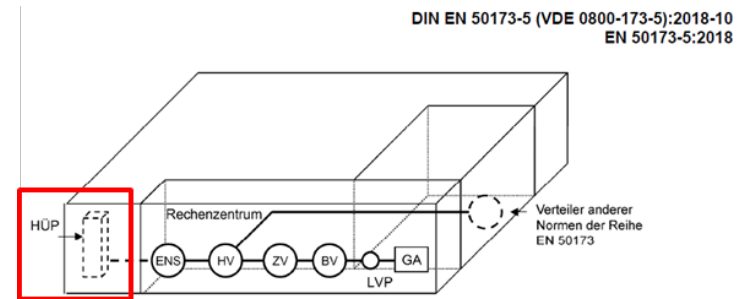 DIN EN 50173-5 (VDE 0800-173-5):2018-10
EN 50173-5:2018
HÜP
Rechenzentrum
Verteiler anderer
Normen der Reihe
EN 50173
ENS
HV
ZV
BV
GA
LVP